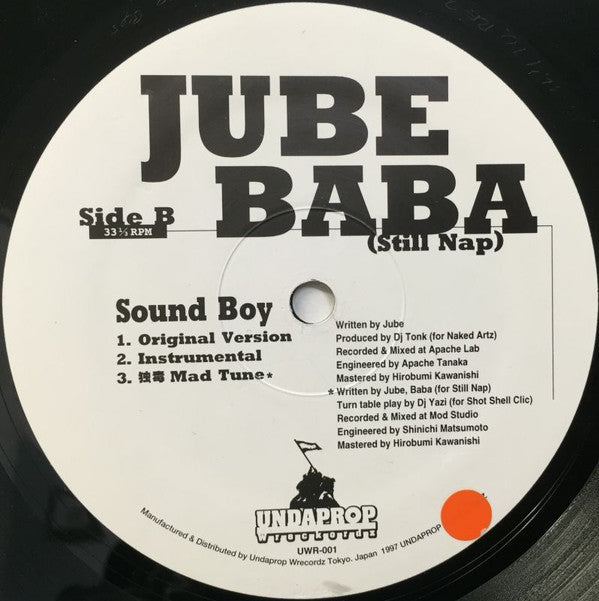 JUBE
BABA
Side B
33 1/3 RPM
(Still Nap)
Sound Boy
1. Original Version
2. Instrumental
3. 独毒 Mad Tune*
Written by Jube
Produced by Dj Tonk (for Naked Artz)
Recorded & Mixed at Apache Lab
Engineered by Apache Tanaka
Mastered by Hirobumi Kawanishi
* Written by Jube, Baba (for Still Nap)
Turn table play by Dj Yazi (for Shot Shell Clic)
Recorded & Mixed at Mod Studio
Engineered by Shinichi Matsumoto
Mastered by Hirobumi Kawanishi
UNDAPROP
WRECORDZ
UWR-001
Manufactured & Distributed by Undaprop Wrecordz Tokyo. Japan 1997 UNDAPROP